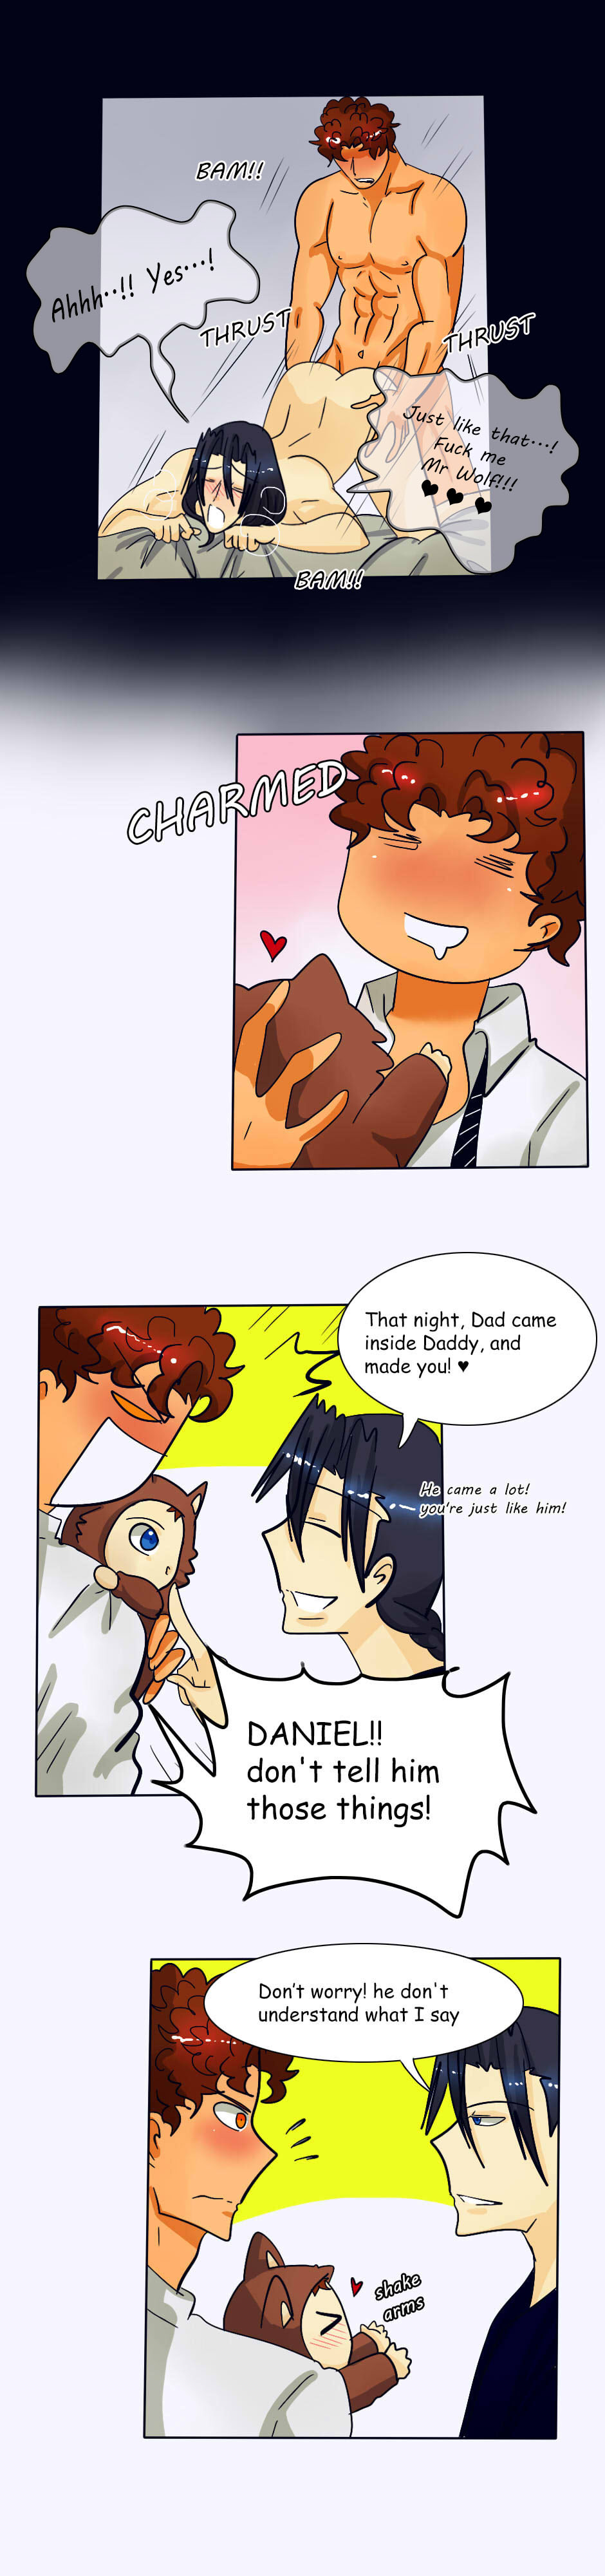 BAM!!
Ahhh..!! Yes...!
THRUST
THRUST
Just like that...!
Fuck me
Mr Wolf!!!
♥ ♥ ♥
BAM!!
CHARMED
That night, Dad came
inside Daddy, and
made you! ♥
He came a lot!
you're just like him!
DANIEL!!
don't tell him
those things!
Don't worry! he don't
understand what I say
shake
arms